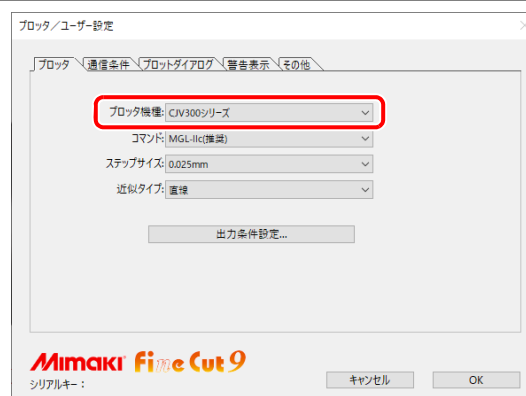 プロッタ／ユーザー設定
プロッタ 通信条件 プロットダイアログ 警告表示 その他
プロッタ機種: CJV300シリーズ
コマンド: MGL-IIc(推奨)
ステップサイズ: 0.025mm
近似タイプ: 直線
出力条件設定...
Mimaki Fine Cut 9
シリアルキー：
キャンセル OK